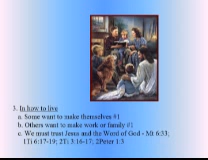 3. In how to live
a. Some want to make themselves #1
b. Others want to make work or family #1
c. We must trust Jesus and the Word of God - Mt 6:33;
1Ti 6:17-19; 2Ti 3:16-17; 2Peter 1:3